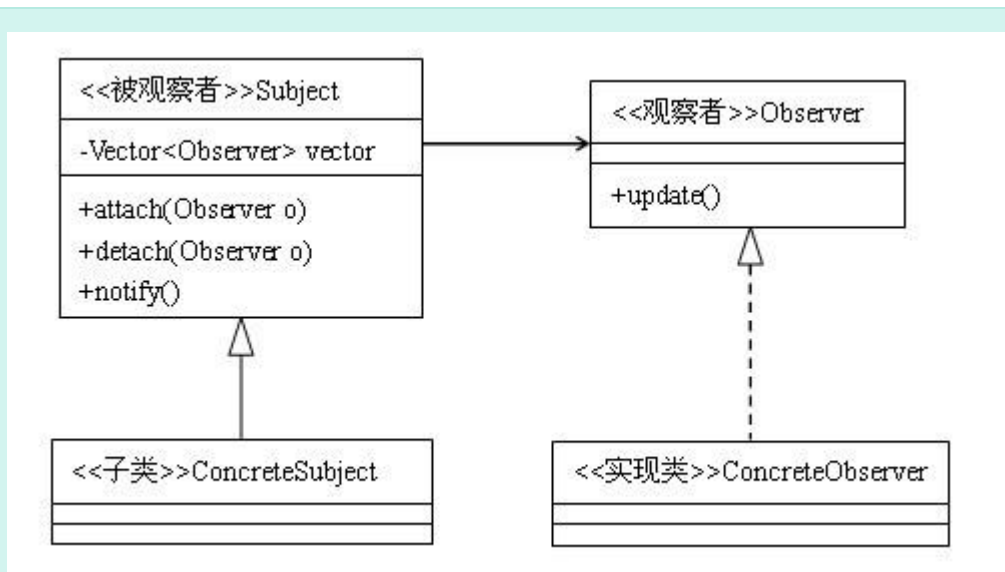 <<被观察者>>Subject
-Vector<Observer> vector
+attach(Observer o)
+detach(Observer o)
+notify()
<<观察者>>Observer
+update()
<<子类>>ConcreteSubject
<<实现类>>ConcreteObserver